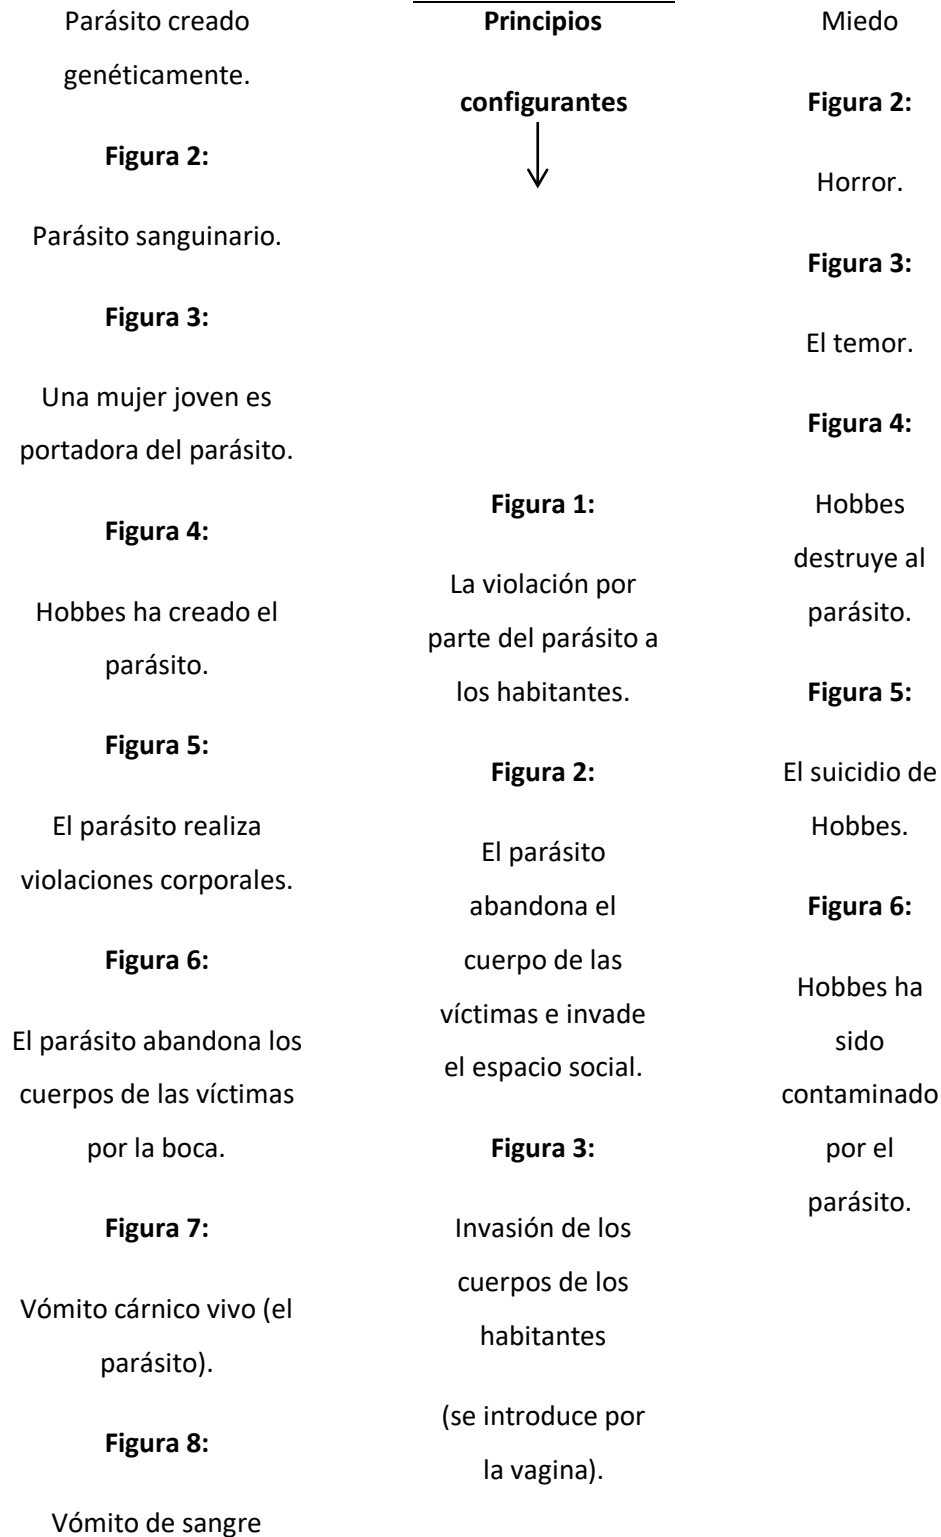 Parásito creado
genéticamente.
Figura 2:
Parásito sanguinario.
Figura 3:
Una mujer joven es
portadora del parásito.
Figura 4:
Hobbes ha creado el
parásito.
Figura 5:
El parásito realiza
violaciones corporales.
Figura 6:
El parásito abandona los
cuerpos de las víctimas
por la boca.
Figura 7:
Vómito cárnico vivo (el
parásito).
Figura 8:
Vómito de sangre
Principios
configurantes
Figura 1:
La violación por
parte del parásito a
los habitantes.
Figura 2:
El parásito
abandona el
cuerpo de las
víctimas e invade
el espacio social.
Figura 3:
Invasión de los
cuerpos de los
habitantes
(se introduce por
la vagina).
Miedo
Figura 2:
Horror.
Figura 3:
El temor.
Figura 4:
Hobbes
destruye al
parásito.
Figura 5:
El suicidio de
Hobbes.
Figura 6:
Hobbes ha
sido
contaminado
por el
parásito.